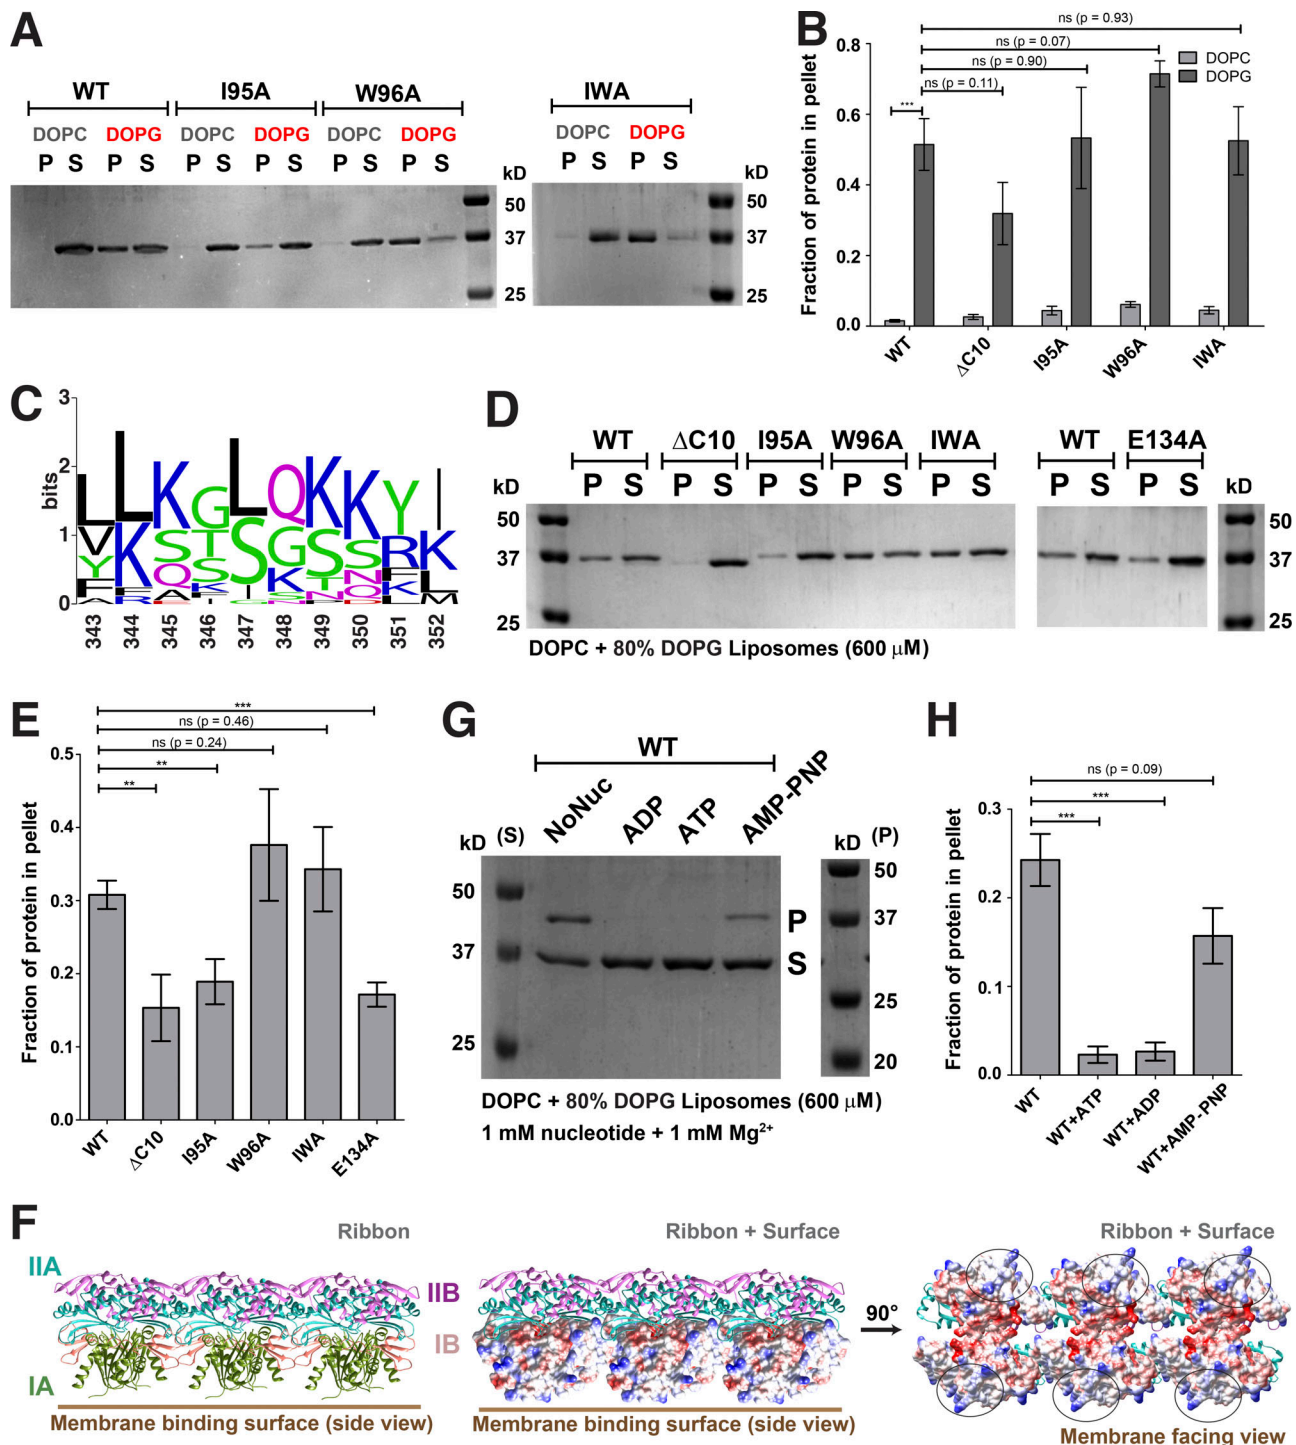 A
WT I95A W96A IWA
DOPC DOPG DOPC DOPG DOPC DOPG DOPC DOPG
P S P S P S P S P S P S P S P S
kD kD
50 50
37 37
25 25
B
ns (p = 0.93)
ns (p = 0.07)
ns (p = 0.90)
ns (p = 0.11)
***
DOPC
DOPG
Fraction of protein in pellet
0.8
0.6
0.4
0.2
0.0
WT ΔC10 I95A W96A IWA
C
bits
3
2
1
0
343 344 345 346 347 348 349 350 351 352
D
WT ΔC10 I95A W96A IWA WT E134A
kD P S P S P S P S P S P S P S kD
50 50
37 37
25 25
DOPC + 80% DOPG Liposomes (600 μM)
E
***
ns (p = 0.46)
ns (p = 0.24)
**
**
Fraction of protein in pellet
0.5
0.4
0.3
0.2
0.1
0.0
WT ΔC10 I95A W96A IWA E134A
G
WT
kD (S) NoNuc ADP ATP AMP-PNP kD (P)
50 50
37 P 37
S
25 25
20
DOPC + 80% DOPG Liposomes (600 μM)
1 mM nucleotide + 1 mM Mg²⁺
H
ns (p = 0.09)
***
***
Fraction of protein in pellet
0.3
0.2
0.1
0.0
WT WT+ATP WT+ADP WT+AMP-PNP
F
Ribbon Ribbon + Surface Ribbon + Surface
IIA IIB
IB 90°
IA
Membrane binding surface (side view) Membrane binding surface (side view) Membrane facing view